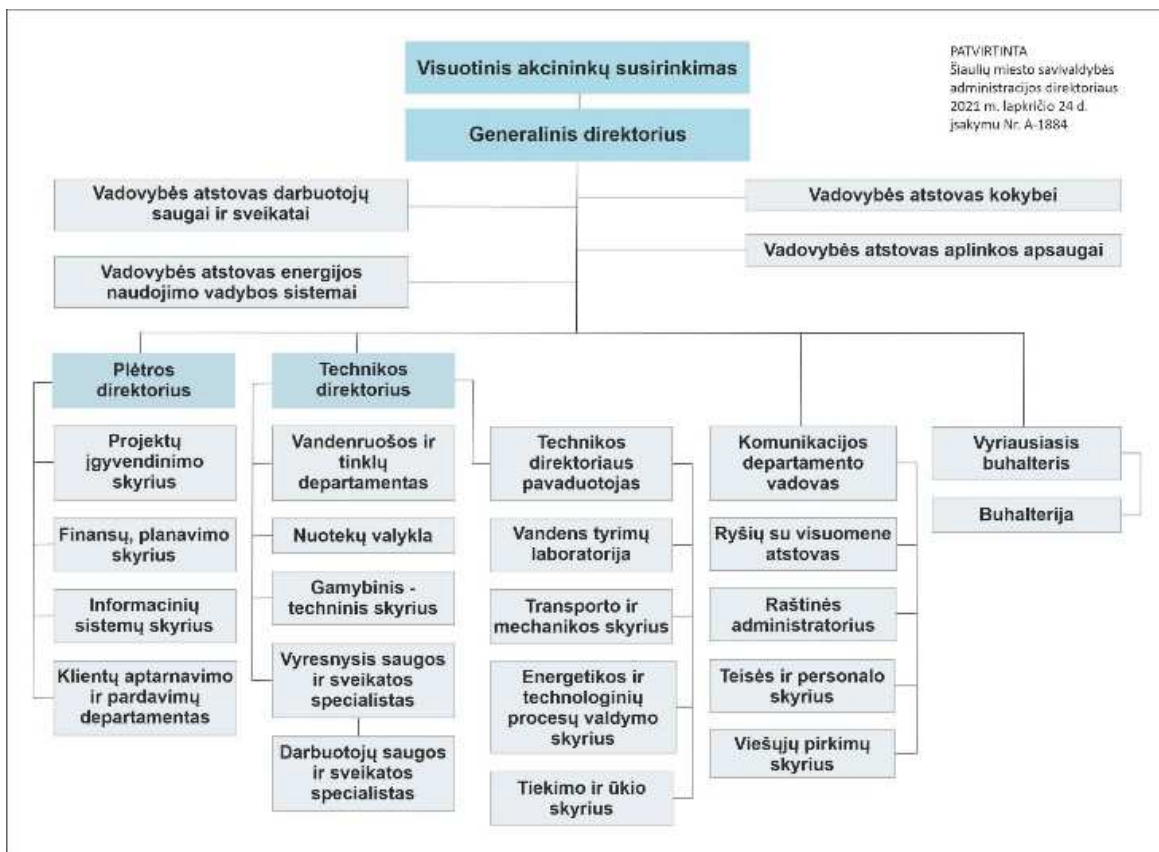 PATVIRTINTA
Šiaulių miesto savivaldybės
administracijos direktoriaus
2021 m. lapkričio 24 d.
įsakymu Nr. A-1884
Visuotinis akcininkų susirinkimas
Generalinis direktorius
Vadovybės atstovas darbuotojų
saugai ir sveikatai
Vadovybės atstovas kokybei
Vadovybės atstovas aplinkos apsaugai
Vadovybės atstovas energijos
naudojimo vadybos sistemai
Plėtros
direktorius
Projektų
įgyvendinimo
skyrius
Finansų, planavimo
skyrius
Informacinių
sistemų skyrius
Klientų aptarnavimo
ir pardavimų
departamentas
Technikos
direktorius
Vandenruošos ir
tinklų
departamentas
Nuotekų valykla
Gamybinis -
techninis skyrius
Vyresnysis saugos
ir sveikatos
specialistas
Darbuotojų saugos
ir sveikatos
specialistas
Technikos
direktoriaus
pavaduotojas
Vandens tyrimų
laboratorija
Transporto ir
mechanikos skyrius
Energetikos ir
technologinių
procesų valdymo
skyrius
Tiekimo ir ūkio
skyrius
Komunikacijos
departamento
vadovas
Ryšių su visuomene
atstovas
Raštinės
administratorius
Teisės ir personalo
skyrius
Viešųjų pirkimų
skyrius
Vyriausiasis
buhalteris
Buhalterija